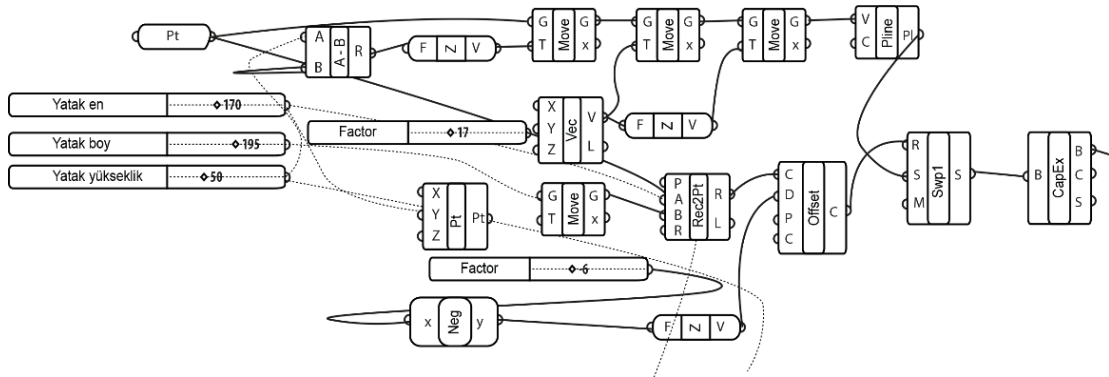 Pt
A B R A - B
F N V
G T G x Move
G T G x Move
G T G x Move
V C Pl Pline
Yatak en 170
Yatak boy 195
Yatak yükseklik 50
Factor 17
X Y Z V L Vec
F N V
X Y Z Pt Pt
G T G x Move
P A B R R L Rec2Pt
C D P C C Offset
R S M S Swp1
B B C S CapEx
Factor 6
x y Neg
F N V